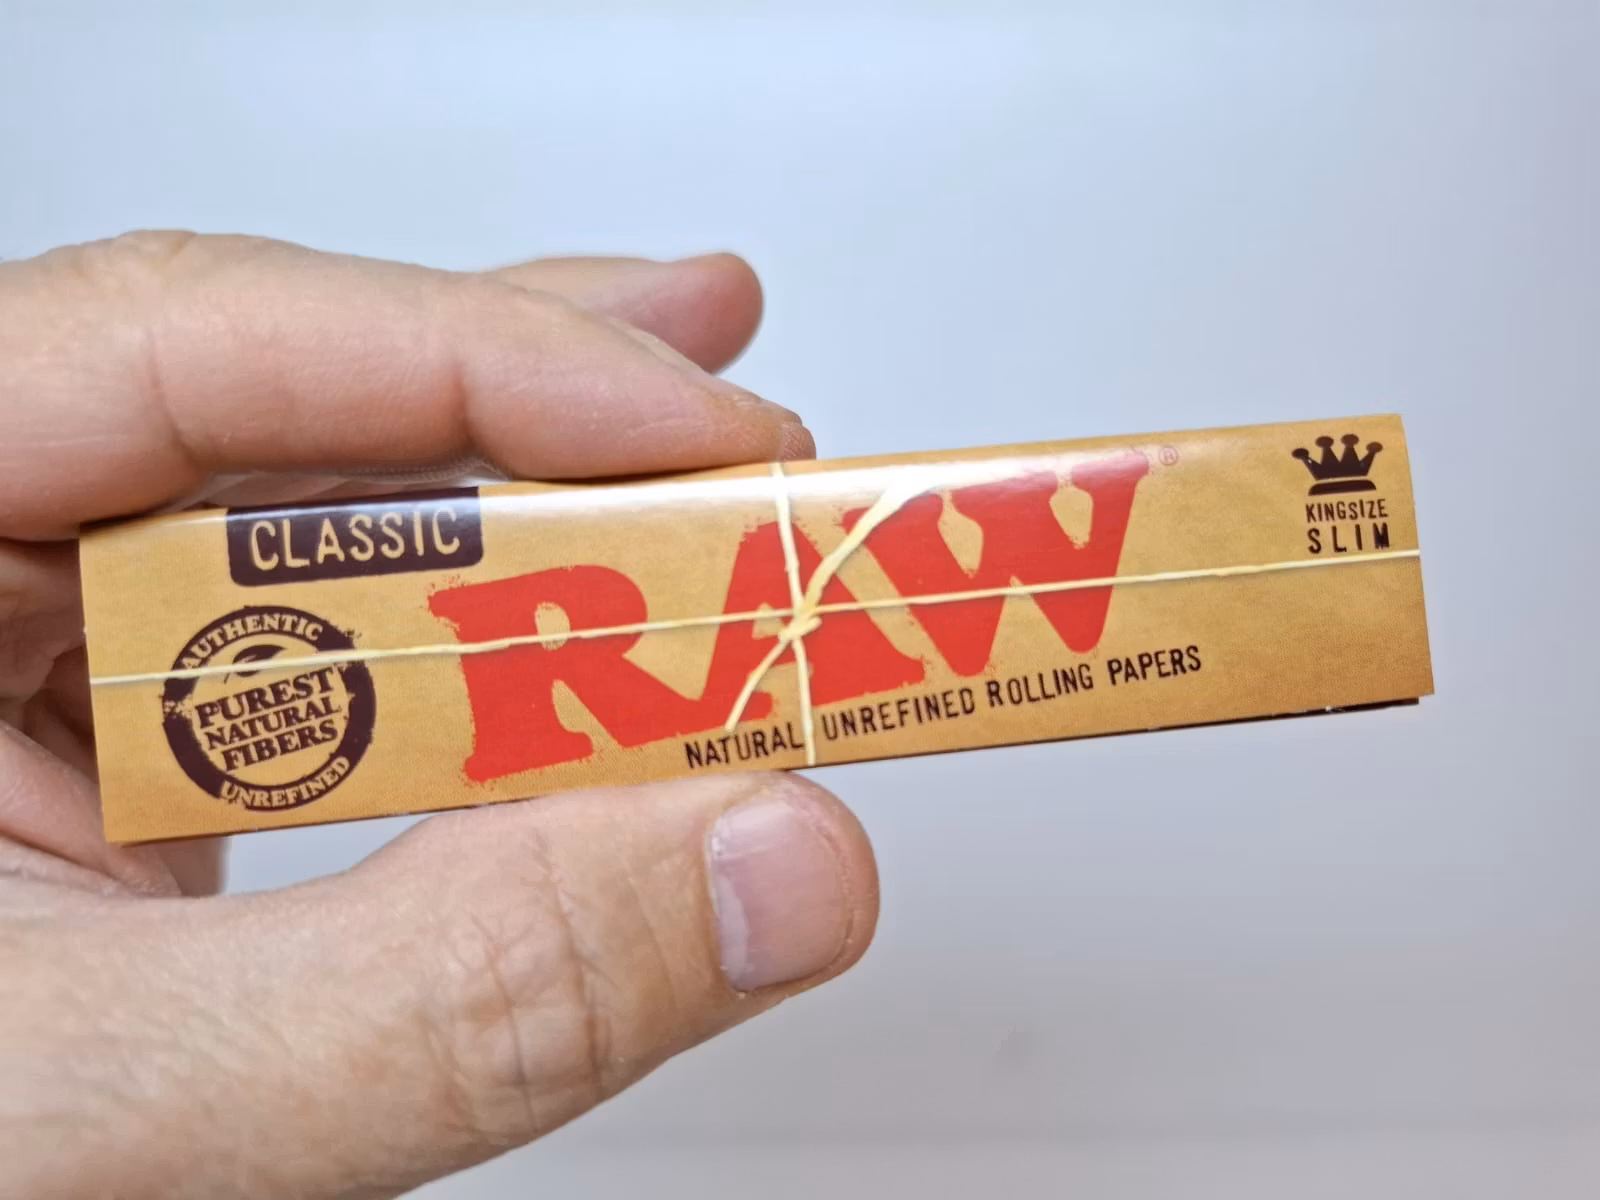 CLASSIC
RAW®
KINGSIZE
SLIM
AUTHENTIC
PUREST
NATURAL
FIBERS
UNREFINED
NATURAL UNREFINED ROLLING PAPERS